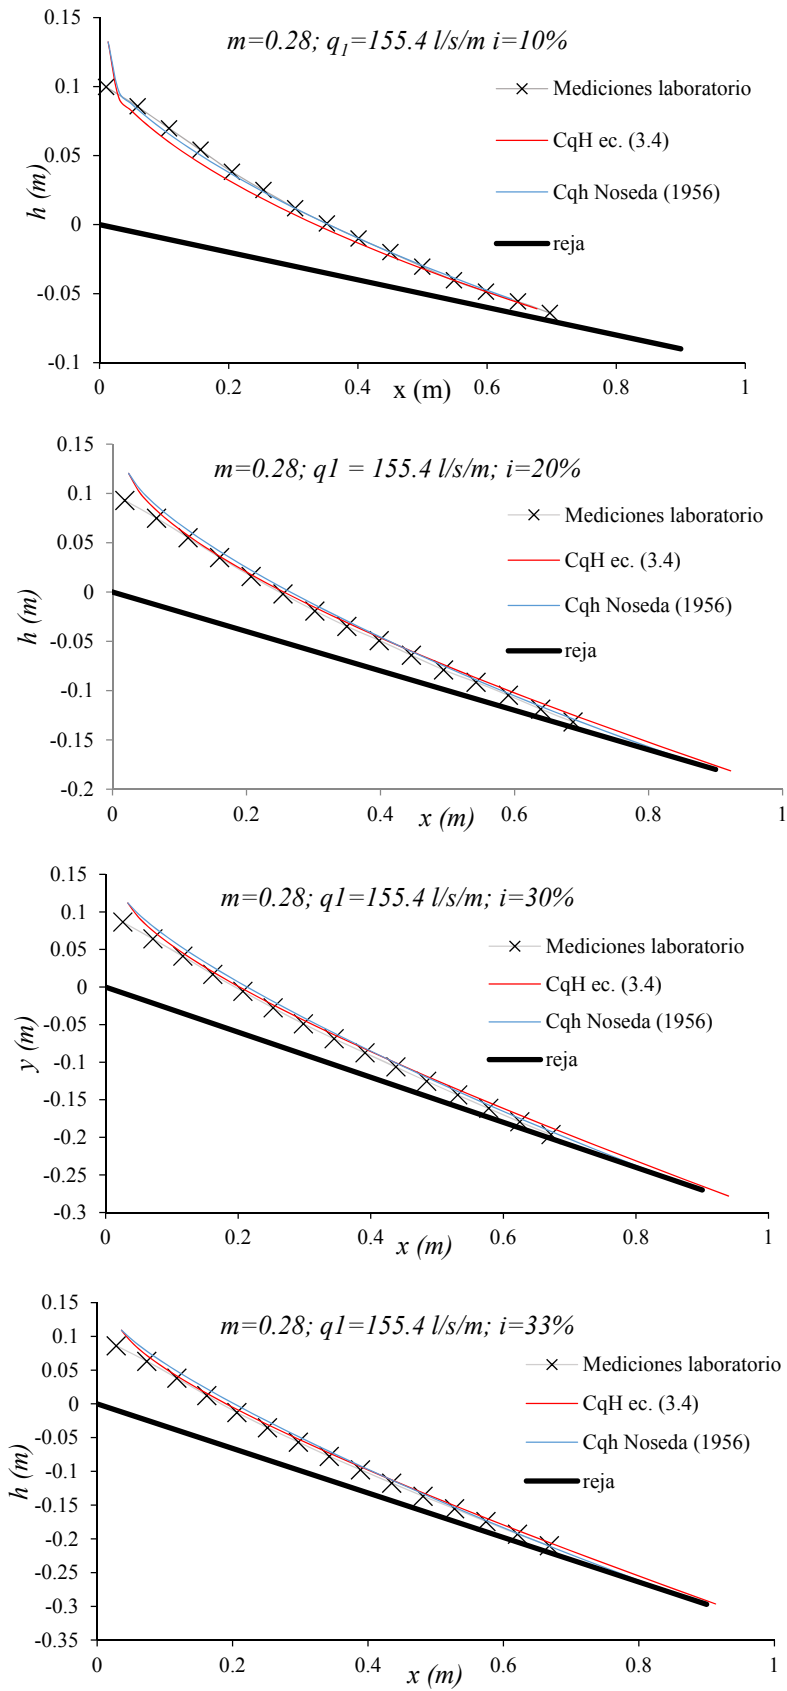 m=0.28; q1=155.4 l/s/m i=10%
0.15
0.1
0.05
0
-0.05
-0.1
h (m)
Mediciones laboratorio
CqH ec. (3.4)
Cqh Noseda (1956)
reja
0
0.2
0.4
0.6
0.8
1
x (m)
m=0.28; q1 = 155.4 l/s/m; i=20%
0.15
0.1
0.05
0
-0.05
-0.1
-0.15
-0.2
h (m)
Mediciones laboratorio
CqH ec. (3.4)
Cqh Noseda (1956)
reja
0
0.2
0.4
0.6
0.8
1
x (m)
m=0.28; q1=155.4 l/s/m; i=30%
0.15
0.1
0.05
0
-0.05
-0.1
-0.15
-0.2
-0.25
-0.3
y (m)
Mediciones laboratorio
CqH ec. (3.4)
Cqh Noseda (1956)
reja
0
0.2
0.4
0.6
0.8
1
x (m)
m=0.28; q1=155.4 l/s/m; i=33%
0.15
0.1
0.05
0
-0.05
-0.1
-0.15
-0.2
-0.25
-0.3
-0.35
h (m)
Mediciones laboratorio
CqH ec. (3.4)
Cqh Noseda (1956)
reja
0
0.2
0.4
0.6
0.8
1
x (m)